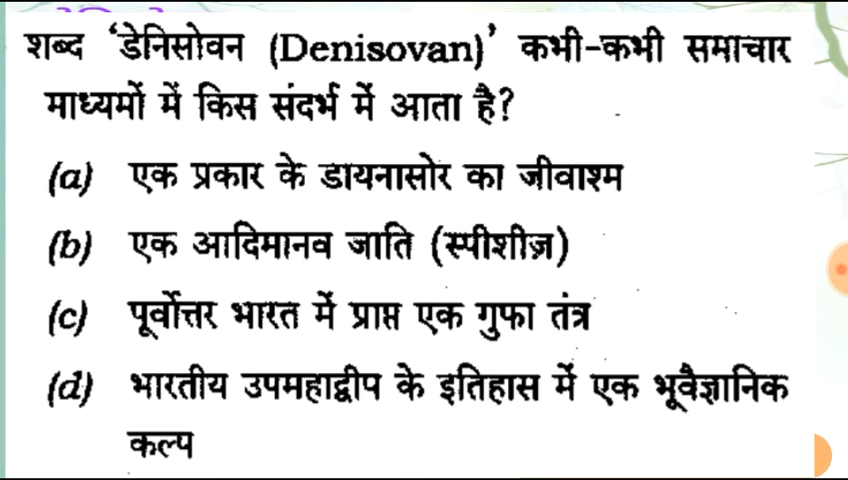 शब्द ‘डेनिसोवन (Denisovan)’ कभी-कभी समाचार
माध्यमों में किस संदर्भ में आता है?
(a) एक प्रकार के डायनासोर का जीवाश्म
(b) एक आदिमानव जाति (स्पीशीज़)
(c) पूर्वोत्तर भारत में प्राप्त एक गुफा तंत्र
(d) भारतीय उपमहाद्वीप के इतिहास में एक भूवैज्ञानिक
कल्प